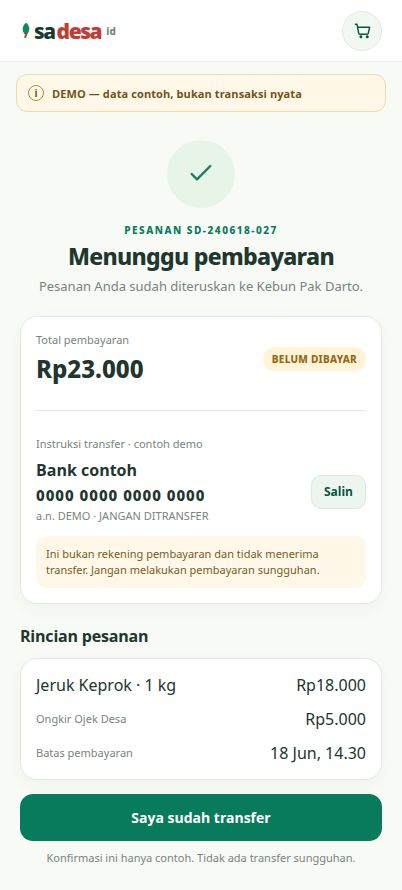 sadesa id
DEMO — data contoh, bukan transaksi nyata
PESANAN SD-240618-027
Menunggu pembayaran
Pesanan Anda sudah diteruskan ke Kebun Pak Darto.
Total pembayaran
Rp23.000
BELUM DIBAYAR
Instruksi transfer · contoh demo
Bank contoh
0000 0000 0000 0000
a.n. DEMO · JANGAN DITRANSFER
Salin
Ini bukan rekening pembayaran dan tidak menerima
transfer. Jangan melakukan pembayaran sungguhan.
Rincian pesanan
Jeruk Keprok · 1 kg Rp18.000
Ongkir Ojek Desa Rp5.000
Batas pembayaran 18 Jun, 14.30
Saya sudah transfer
Konfirmasi ini hanya contoh. Tidak ada transfer sungguhan.